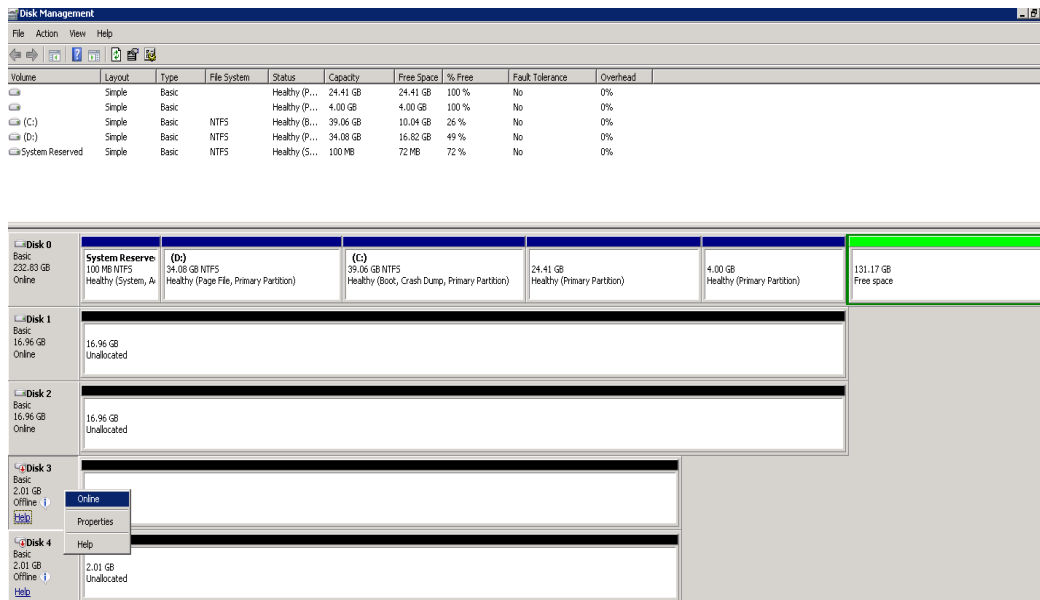 Disk Management
File Action View Help
Volume Layout Type File System Status Capacity Free Space % Free Fault Tolerance Overhead
Simple Basic Healthy (P... 24.41 GB 24.41 GB 100 % No 0%
Simple Basic Healthy (P... 4.00 GB 4.00 GB 100 % No 0%
(C:) Simple Basic NTFS Healthy (B... 39.06 GB 10.04 GB 26 % No 0%
(D:) Simple Basic NTFS Healthy (P... 34.08 GB 16.82 GB 49 % No 0%
System Reserved Simple Basic NTFS Healthy (S... 100 MB 72 MB 72 % No 0%
Disk 0
Basic
232.83 GB
Online
System Reserve
100 MB NTFS
Healthy (System, A
(D:)
34.08 GB NTFS
Healthy (Page File, Primary Partition)
(C:)
39.06 GB NTFS
Healthy (Boot, Crash Dump, Primary Partition)
24.41 GB
Healthy (Primary Partition)
4.00 GB
Healthy (Primary Partition)
131.17 GB
Free space
Disk 1
Basic
16.96 GB
Online
16.96 GB
Unallocated
Disk 2
Basic
16.96 GB
Online
16.96 GB
Unallocated
Disk 3
Basic
2.01 GB
Offline
Help
Online
Properties
Help
Disk 4
Basic
2.01 GB
Offline
Help
2.01 GB
Unallocated